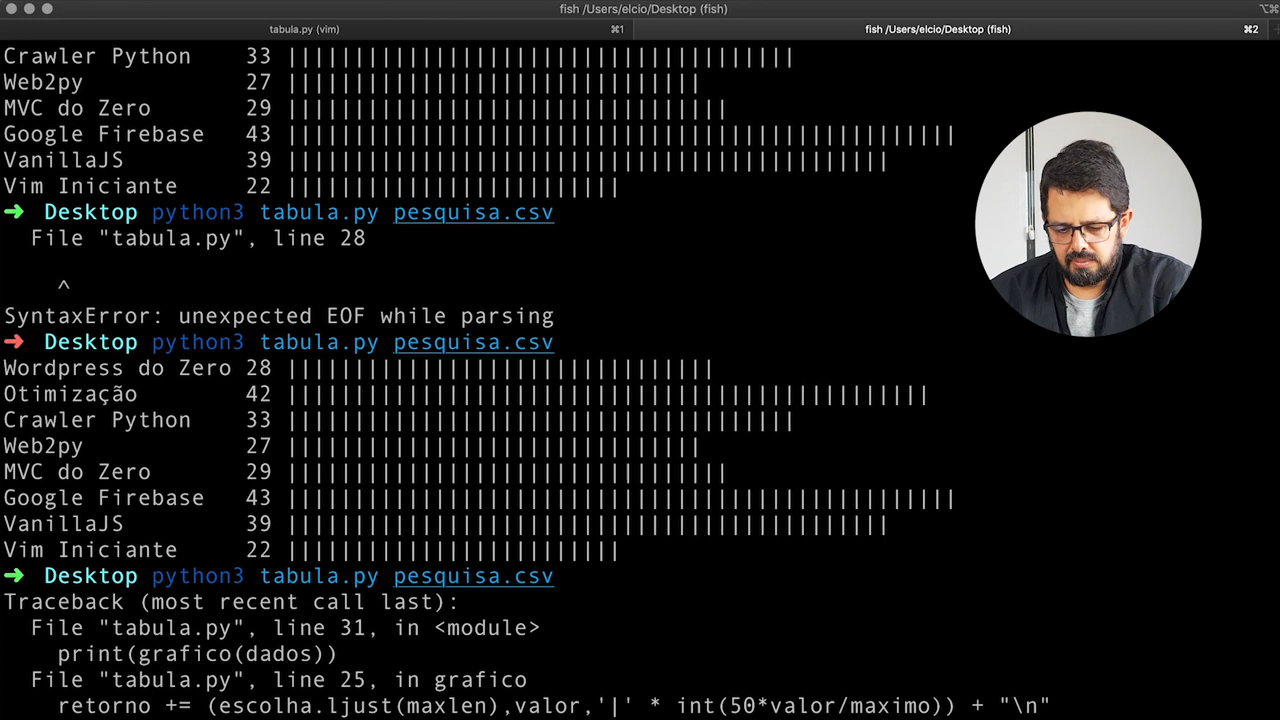 fish /Users/elcio/Desktop (fish)
⌥⌘
tabula.py (vim) ⌘1 fish /Users/elcio/Desktop (fish) ⌘2
Crawler Python 33 ||||||||||||||||||||||||||||||||||||||
Web2py 27 |||||||||||||||||||||||||||||||
MVC do Zero 29 |||||||||||||||||||||||||||||||||
Google Firebase 43 ||||||||||||||||||||||||||||||||||||||||||||||||||
VanillaJS 39 |||||||||||||||||||||||||||||||||||||||||||||
Vim Iniciante 22 |||||||||||||||||||||||||
➜ Desktop python3 tabula.py pesquisa.csv
File "tabula.py", line 28
^
SyntaxError: unexpected EOF while parsing
➜ Desktop python3 tabula.py pesquisa.csv
Wordpress do Zero 28 ||||||||||||||||||||||||||||||||
Otimização 42 ||||||||||||||||||||||||||||||||||||||||||||||||
Crawler Python 33 ||||||||||||||||||||||||||||||||||||||
Web2py 27 |||||||||||||||||||||||||||||||
MVC do Zero 29 |||||||||||||||||||||||||||||||||
Google Firebase 43 ||||||||||||||||||||||||||||||||||||||||||||||||||
VanillaJS 39 |||||||||||||||||||||||||||||||||||||||||||||
Vim Iniciante 22 |||||||||||||||||||||||||
➜ Desktop python3 tabula.py pesquisa.csv
Traceback (most recent call last):
File "tabula.py", line 31, in <module>
print(grafico(dados))
File "tabula.py", line 25, in grafico
retorno += (escolha.ljust(maxlen),valor,'|' * int(50*valor/maximo)) + "\n"